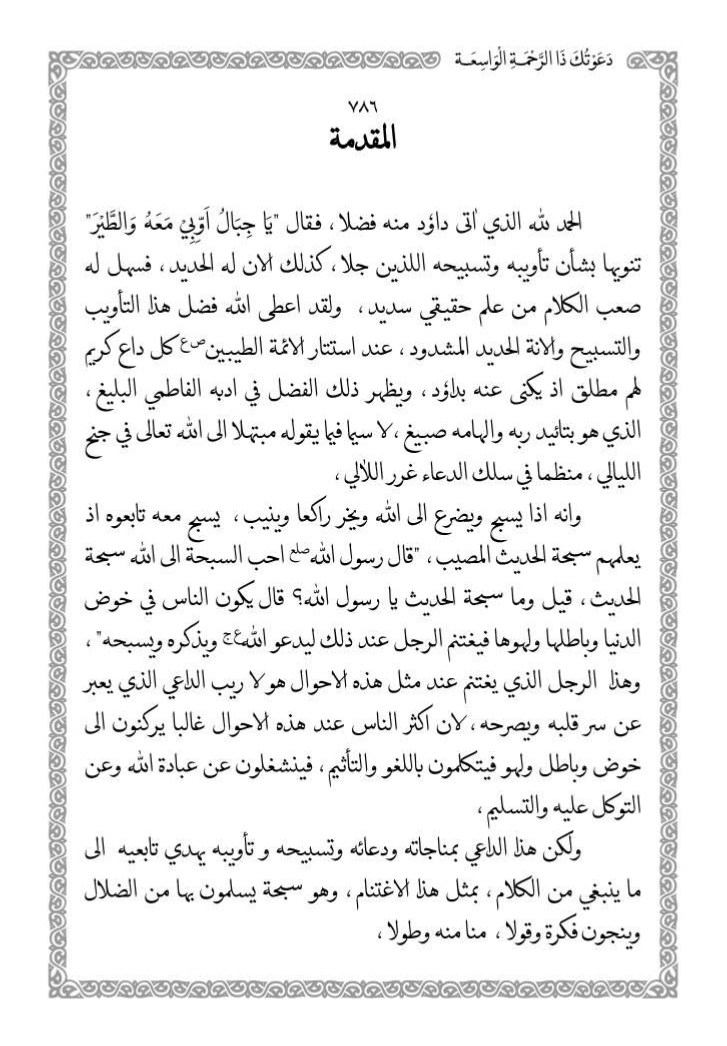 دَعَوْتُكَ ذَا الرَّحْمَةِ الْوَاسِعَة
٧٨٦
المقدمة
الحمد لله الذي اٰتى داؤد منه فضلا ، فقال "يَا جِبَالُ اَوِّبِيْ مَعَهُ وَالطَّيْرَ"
تنويها بشأن تأويبه وتسبيحه اللذين جلا ، كذلك الان له الحديد ، فسهل له
صعب الكلام من علم حقيقي سديد ، ولقد اعطى الله فضل هذا التأويب
والتسبيح والانة الحديد المشدود ، عند استتار الائمة الطيبين صع كل داع كريم
لهم مطلق اذ يكنى عنه بداؤد ، ويظهر ذلك الفضل في ادبه الفاطمي البليغ ،
الذي هو بتائيد ربه والهامه صبيغ ، لا سيما فيما يقوله مبتهلا الى الله تعالى في جنح
الليالي ، منظما في سلك الدعاء غرر اللاٰلي ،
وانه اذا يسبح ويضرع الى الله ويخر راكعا وينيب ، يسبح معه تابعوه اذ
يعلمهم سبحة الحديث المصيب ، "قال رسول الله صلع احب السبحة الى الله سبحة
الحديث ، قيل وما سبحة الحديث يا رسول الله؟ قال يكون الناس في خوض
الدنيا وباطلها ولهوها فيغتنم الرجل عند ذلك ليدعو الله عج ويذكره ويسبحه" ،
وهذا الرجل الذي يغتنم عند مثل هذه الاحوال هو لا ريب الداعي الذي يعبر
عن سر قلبه ويصرحه ، لان اكثر الناس عند هذه الاحوال غالبا يركنون الى
خوض وباطل ولهو فيتكلمون باللغو والتأثيم ، فينشغلون عن عبادة الله وعن
التوكل عليه والتسليم ،
ولكن هذا الداعي بمناجاته ودعائه وتسبيحه و تأويبه يهدي تابعيه الى
ما ينبغي من الكلام ، بمثل هذا الاغتنام ، وهو سبحة يسلمون بها من الضلال
وينجون فكرة وقولا ، منا منه وطولا ،